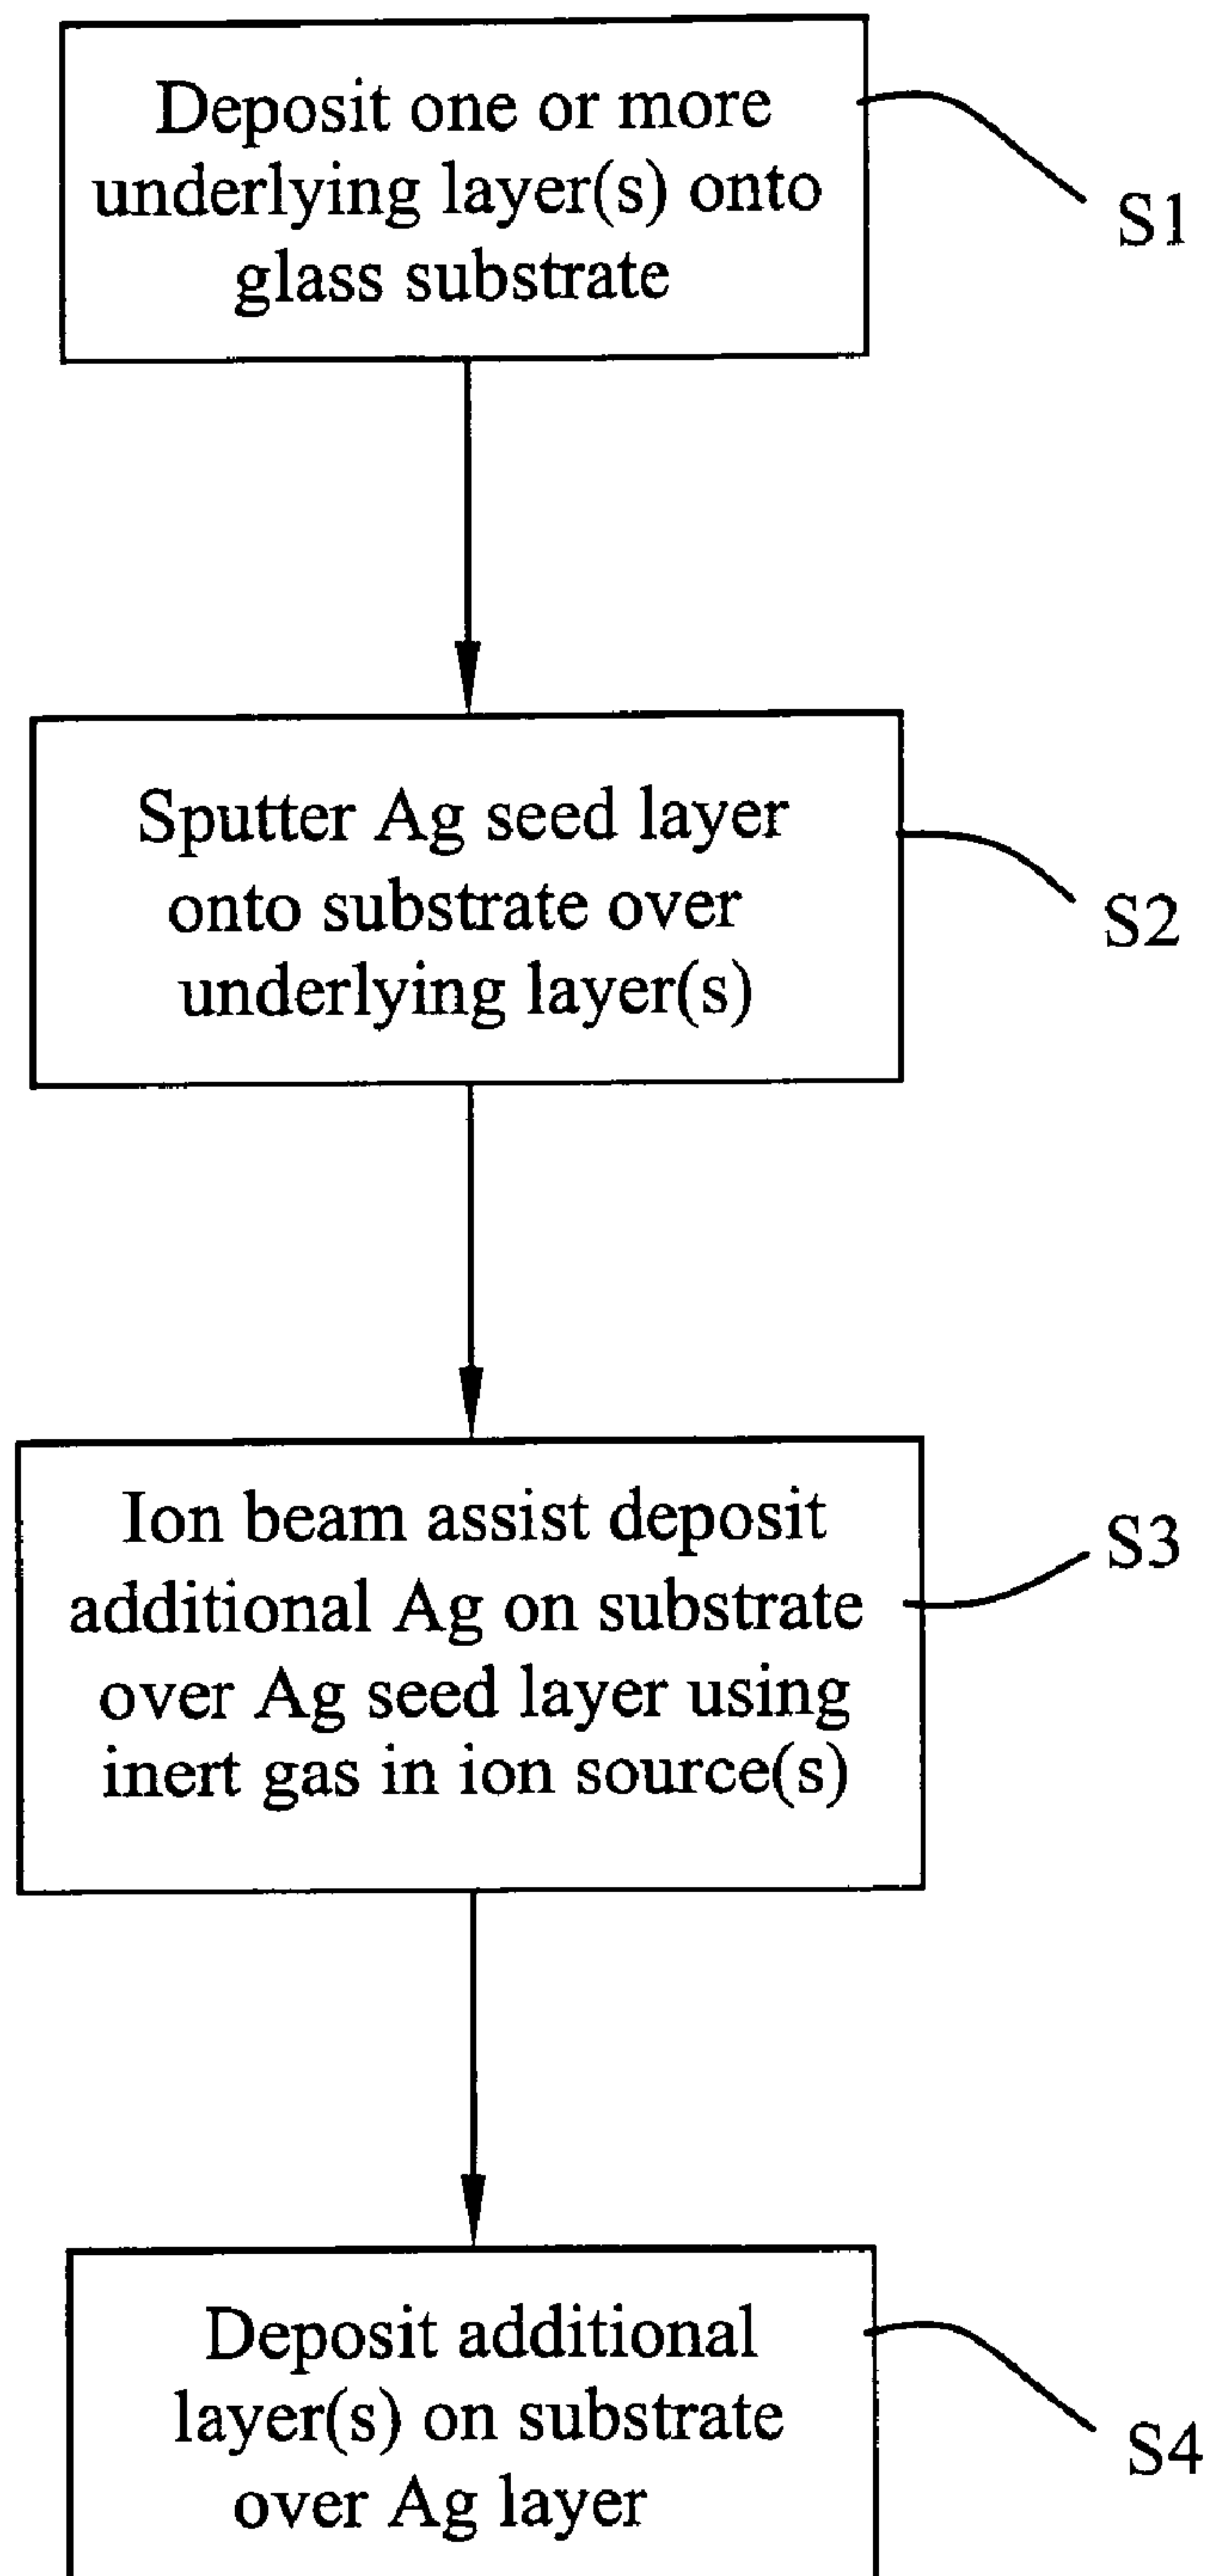 Deposit one or more
underlying layer(s) onto
glass substrate
S1
Sputter Ag seed layer
onto substrate over
underlying layer(s)
S2
Ion beam assist deposit
additional Ag on substrate
over Ag seed layer using
inert gas in ion source(s)
S3
Deposit additional
layer(s) on substrate
over Ag layer
S4